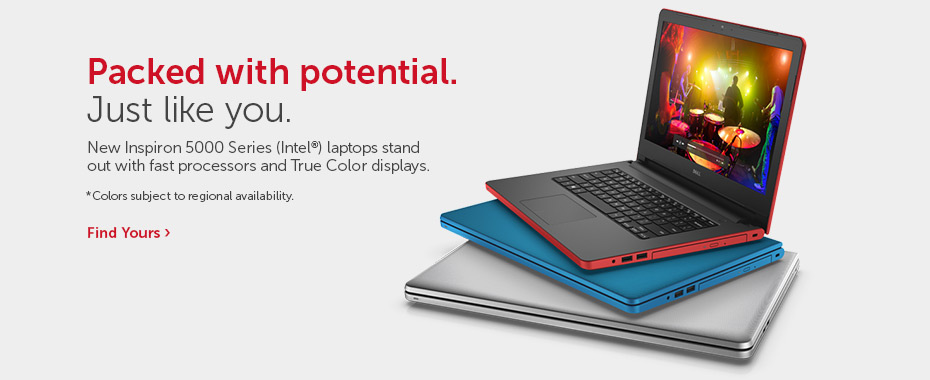 Packed with potential.
Just like you.
New Inspiron 5000 Series (Intel®) laptops stand
out with fast processors and True Color displays.
*Colors subject to regional availability.
Find Yours ›
DELL